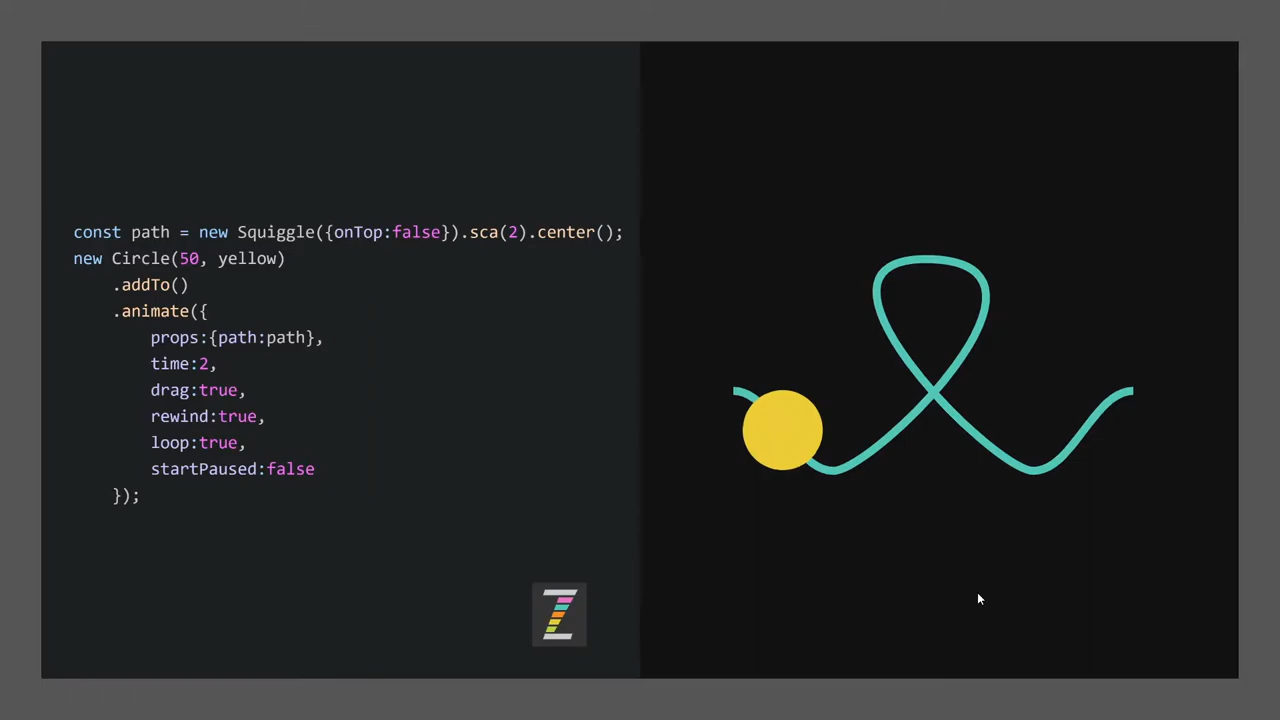 const path = new Squiggle({onTop:false}).sca(2).center();
new Circle(50, yellow)
    .addTo()
    .animate({
        props:{path:path},
        time:2,
        drag:true,
        rewind:true,
        loop:true,
        startPaused:false
    });
Z